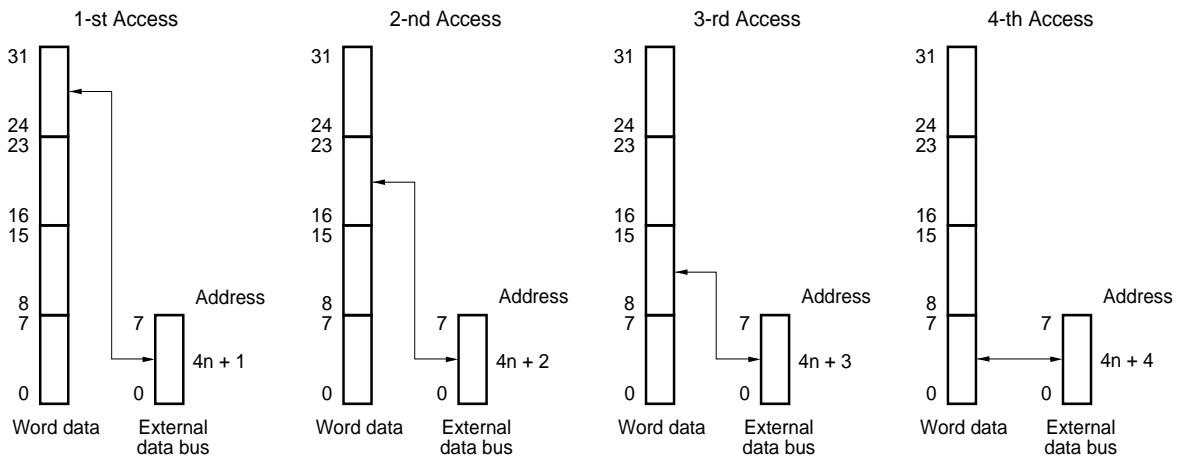 1-st Access
31
24
23
16
15
8
7
0
Address
7
4n + 1
0
Word data
External
data bus
2-nd Access
31
24
23
16
15
8
7
0
Address
7
4n + 2
0
Word data
External
data bus
3-rd Access
31
24
23
16
15
8
7
0
Address
7
4n + 3
0
Word data
External
data bus
4-th Access
31
24
23
16
15
8
7
0
Address
7
4n + 4
0
Word data
External
data bus